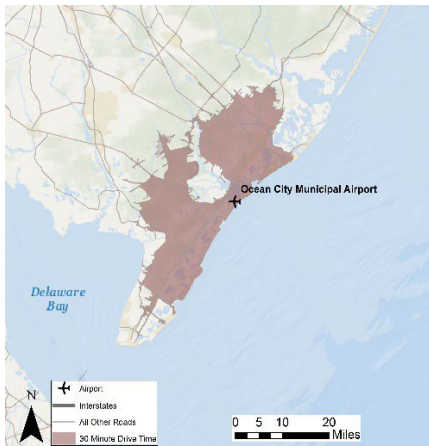 Ocean City Municipal Airport
Delaware
Bay
N
Airport
Interstates
All Other Roads
30 Minute Drive Time
0 5 10 20
Miles